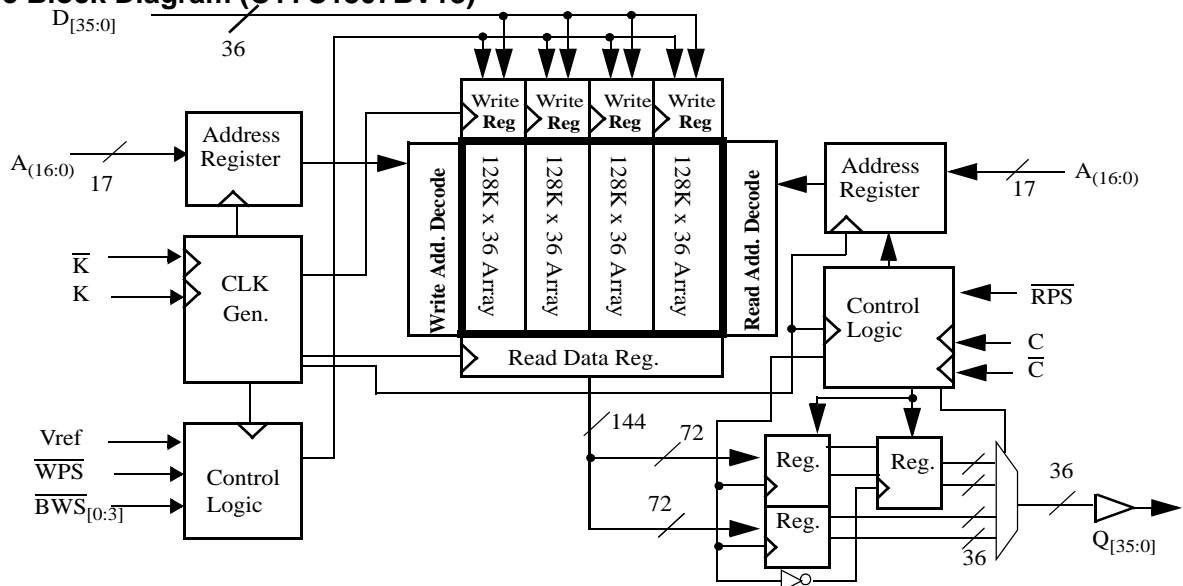 D[35:0]
36
Write
Reg
Write
Reg
Write
Reg
Write
Reg
Address
Register
A(16:0)
17
Write Add. Decode
128K x 36 Array
128K x 36 Array
128K x 36 Array
128K x 36 Array
Read Add. Decode
Address
Register
17
A(16:0)
K
K
CLK
Gen.
Control
Logic
RPS
C
C
Read Data Reg.
Vref
WPS
BWS[0:3]
Control
Logic
144
72
Reg.
Reg.
72
Reg.
36
36
Q[35:0]